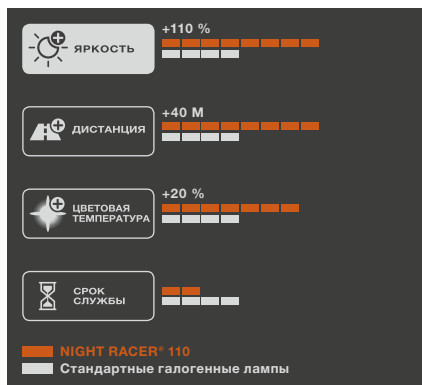 +110 %
ЯРКОСТЬ
+40 М
ДИСТАНЦИЯ
+20 %
ЦВЕТОВАЯ
ТЕМПЕРАТУРА
СРОК
СЛУЖБЫ
NIGHT RACER® 110
Стандартные галогенные лампы